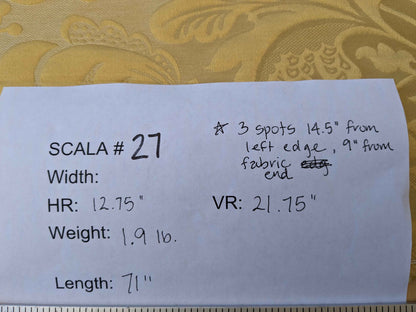 SCALA # 27
☆ 3 spots 14.5" from
left edge, 9" from
fabric edg
end
Width:
HR: 12.75"
VR: 21.75"
Weight: 1.9 lb.
Length: 71"